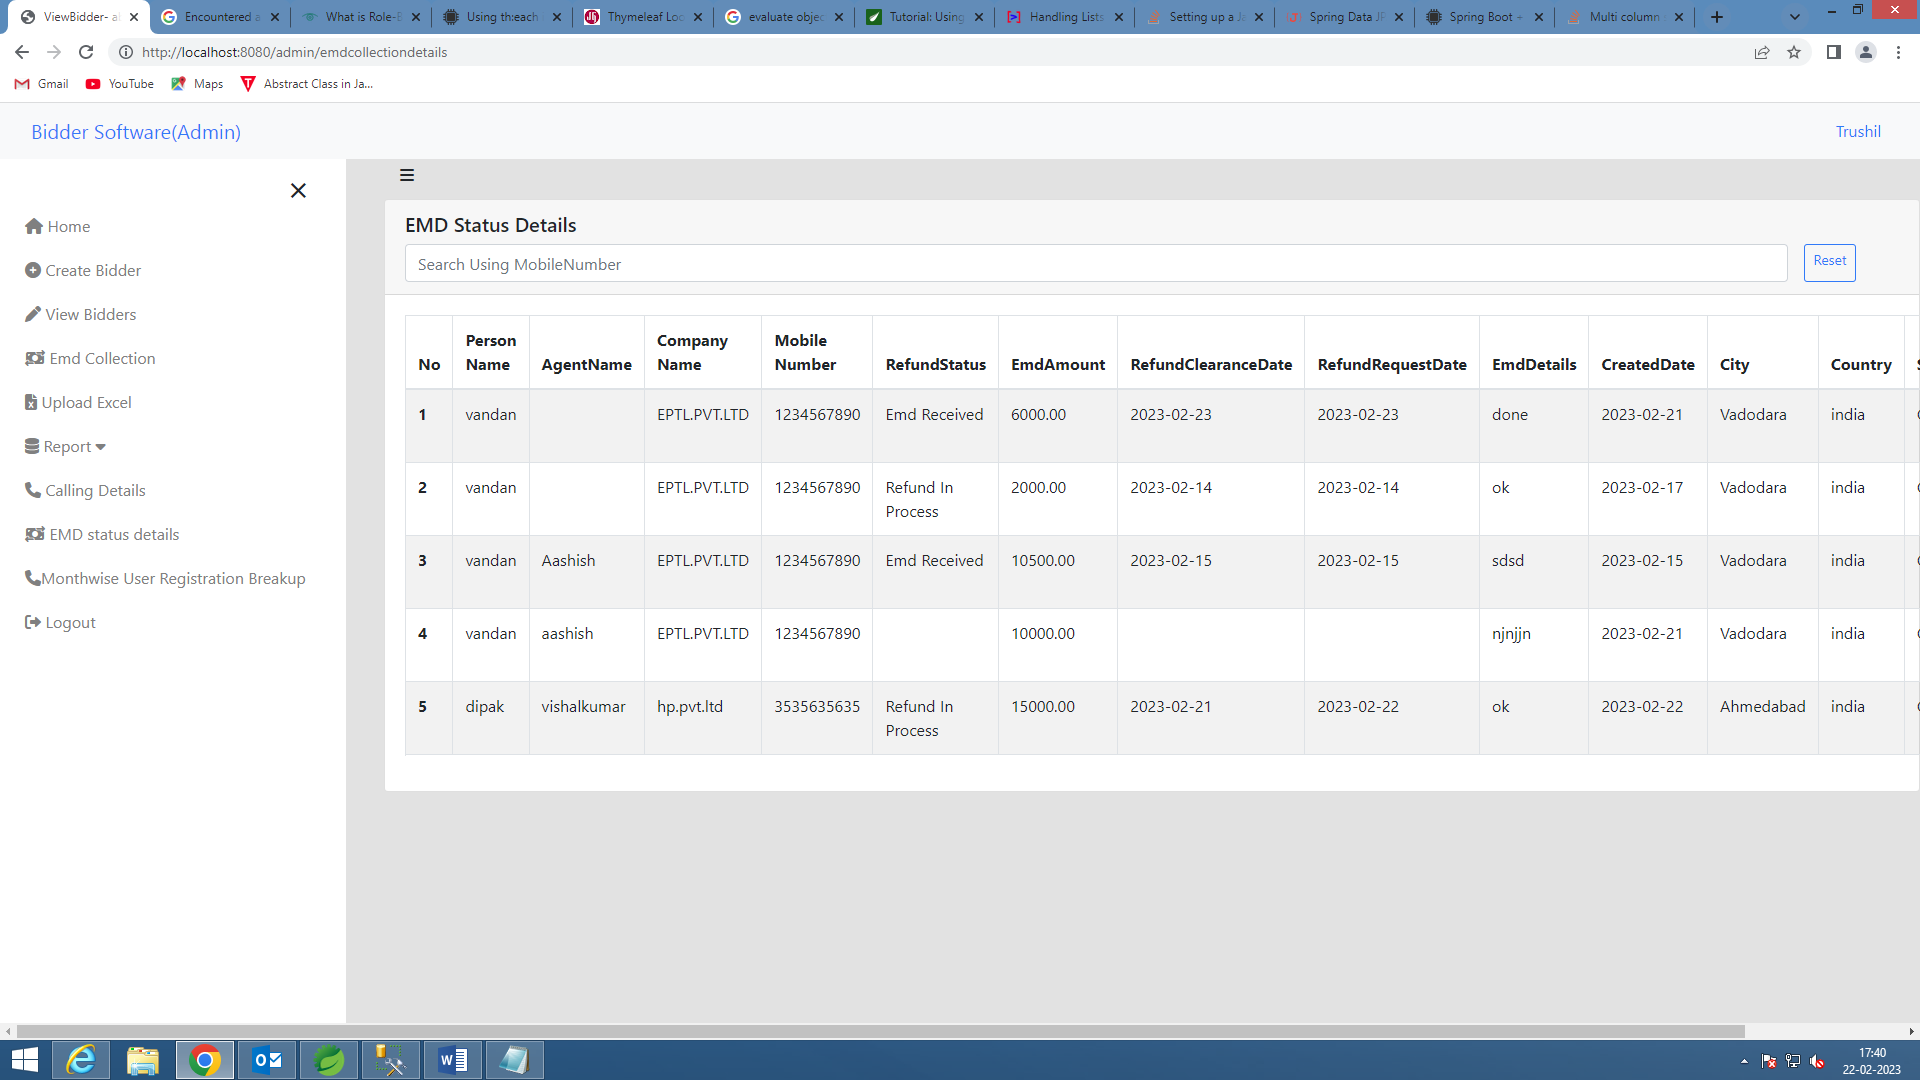 ViewBidder- al
Encountered a
What is Role-B
Using th:each
Thymeleaf Loo
evaluate objec
Tutorial: Using
Handling Lists
Setting up a Ja
Spring Data JP
Spring Boot +
Multi column
http://localhost:8080/admin/emdcollectiondetails
Gmail YouTube Maps Abstract Class in Ja...
Bidder Software(Admin) Trushil
Home
Create Bidder
View Bidders
Emd Collection
Upload Excel
Report
Calling Details
EMD status details
Monthwise User Registration Breakup
Logout
EMD Status Details
Search Using MobileNumber Reset
No Person Name AgentName Company Name Mobile Number RefundStatus EmdAmount RefundClearanceDate RefundRequestDate EmdDetails CreatedDate City Country
1 vandan EPTL.PVT.LTD 1234567890 Emd Received 6000.00 2023-02-23 2023-02-23 done 2023-02-21 Vadodara india
2 vandan EPTL.PVT.LTD 1234567890 Refund In Process 2000.00 2023-02-14 2023-02-14 ok 2023-02-17 Vadodara india
3 vandan Aashish EPTL.PVT.LTD 1234567890 Emd Received 10500.00 2023-02-15 2023-02-15 sdsd 2023-02-15 Vadodara india
4 vandan aashish EPTL.PVT.LTD 1234567890 10000.00 njnjjn 2023-02-21 Vadodara india
5 dipak vishalkumar hp.pvt.ltd 3535635635 Refund In Process 15000.00 2023-02-21 2023-02-22 ok 2023-02-22 Ahmedabad india
17:40
22-02-2023